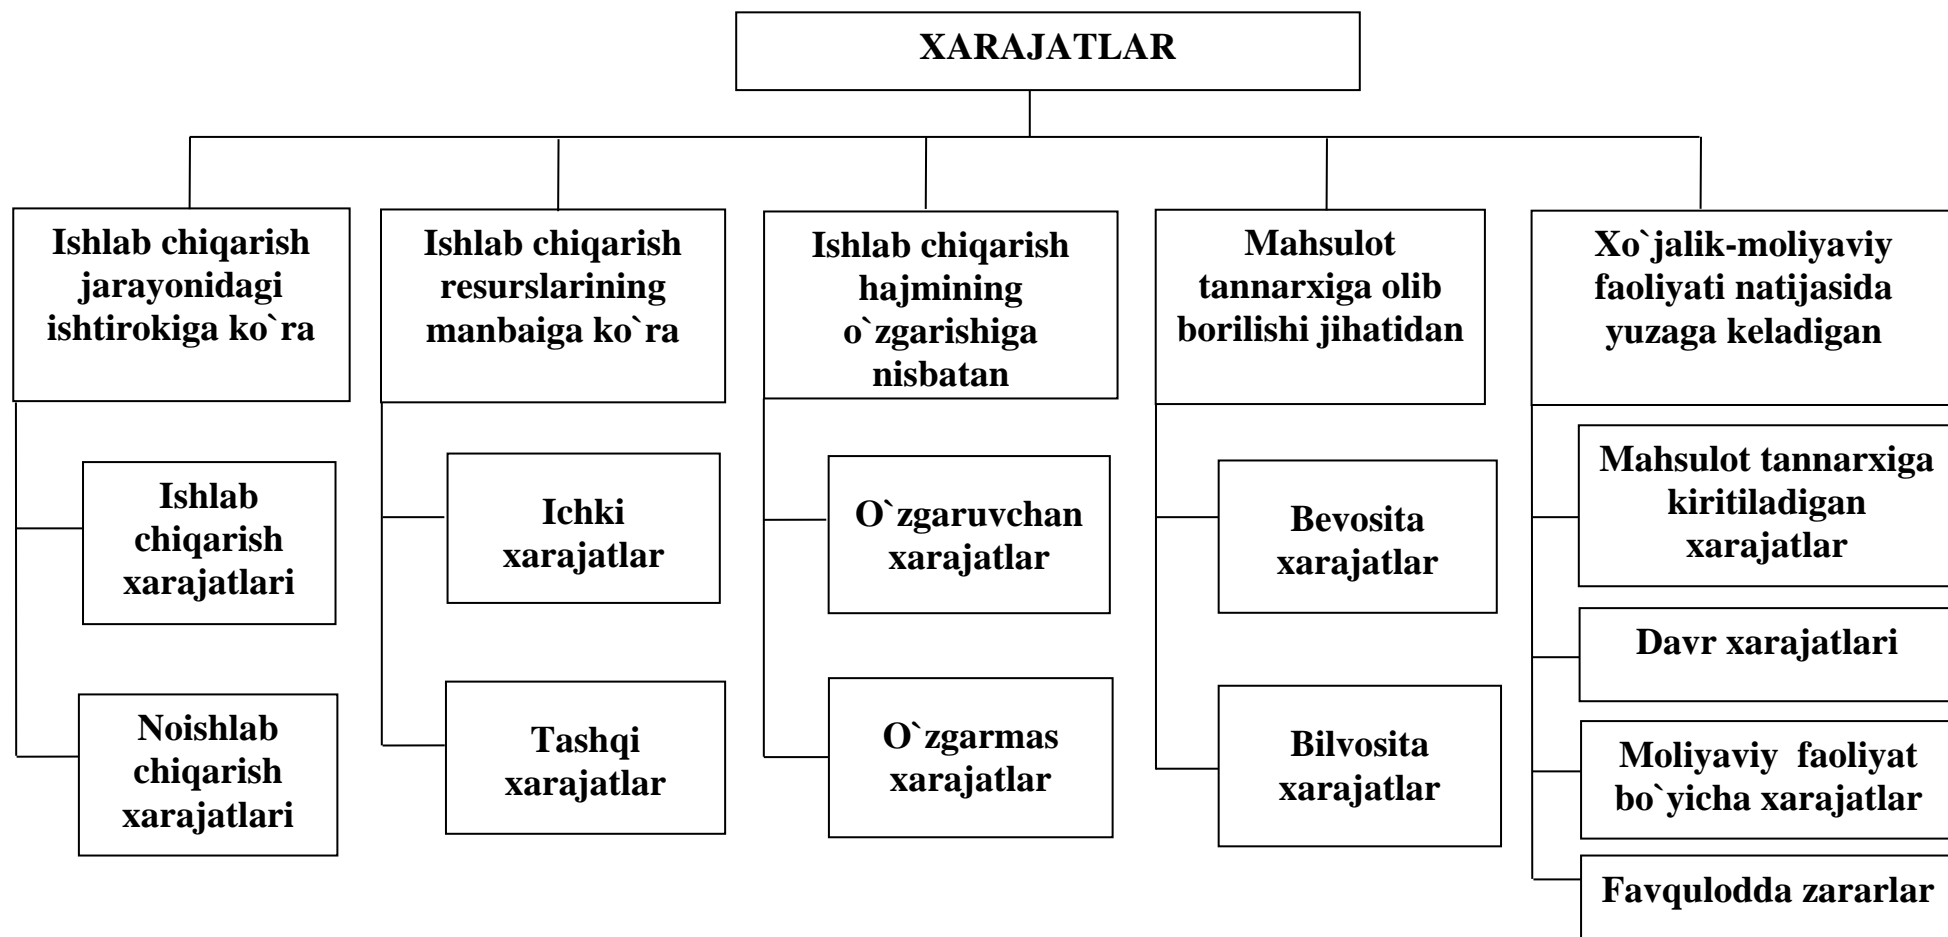 XARAJATLAR
Ishlab chiqarish
jarayonidagi
ishtirokiga ko`ra
Ishlab chiqarish
resurslarining
manbaiga ko`ra
Ishlab chiqarish
hajmining
o`zgarishiga
nisbatan
Mahsulot
tannarxiga olib
borilishi jihatidan
Xo`jalik-moliyaviy
faoliyati natijasida
yuzaga keladigan
Ishlab
chiqarish
xarajatlari
Noishlab
chiqarish
xarajatlari
Ichki
xarajatlar
Tashqi
xarajatlar
O`zgaruvchan
xarajatlar
O`zgarmas
xarajatlar
Bevosita
xarajatlar
Bilvosita
xarajatlar
Mahsulot tannarxiga
kiritiladigan
xarajatlar
Davr xarajatlari
Moliyaviy  faoliyat
bo`yicha xarajatlar
Favqulodda zararlar